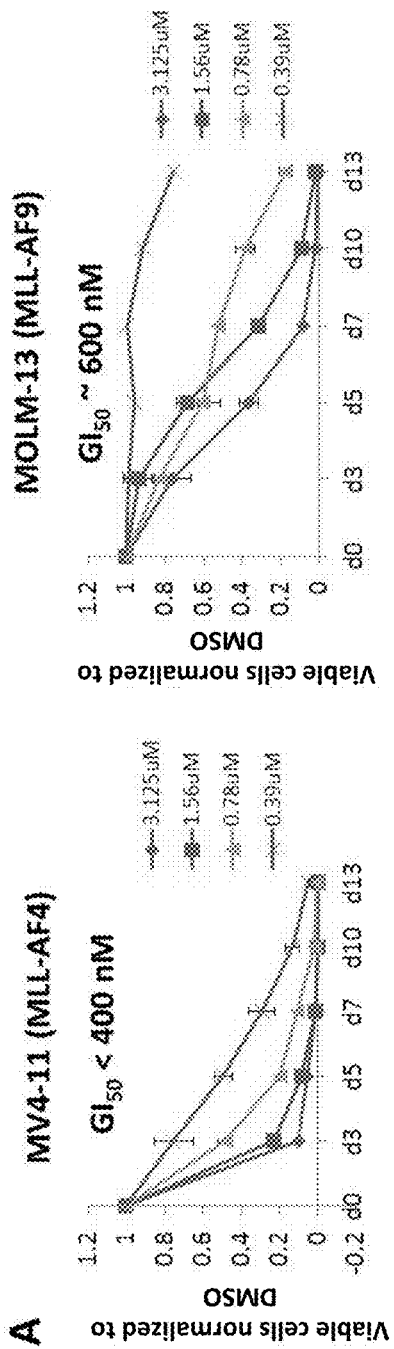 A
MV4-11 (MLL-AF4)
GI50 < 400 nM
Viable cells normalized to
DMSO
1.2
1
0.8
0.6
0.4
0.2
0
-0.2
d0
d3
d5
d7
d10
d13
3.125uM
1.56uM
0.78uM
0.39uM
MOLM-13 (MLL-AF9)
GI50 ~ 600 nM
Viable cells normalized to
DMSO
1.2
1
0.8
0.6
0.4
0.2
0
d0
d3
d5
d7
d10
d13
3.125uM
1.56uM
0.78uM
0.39uM